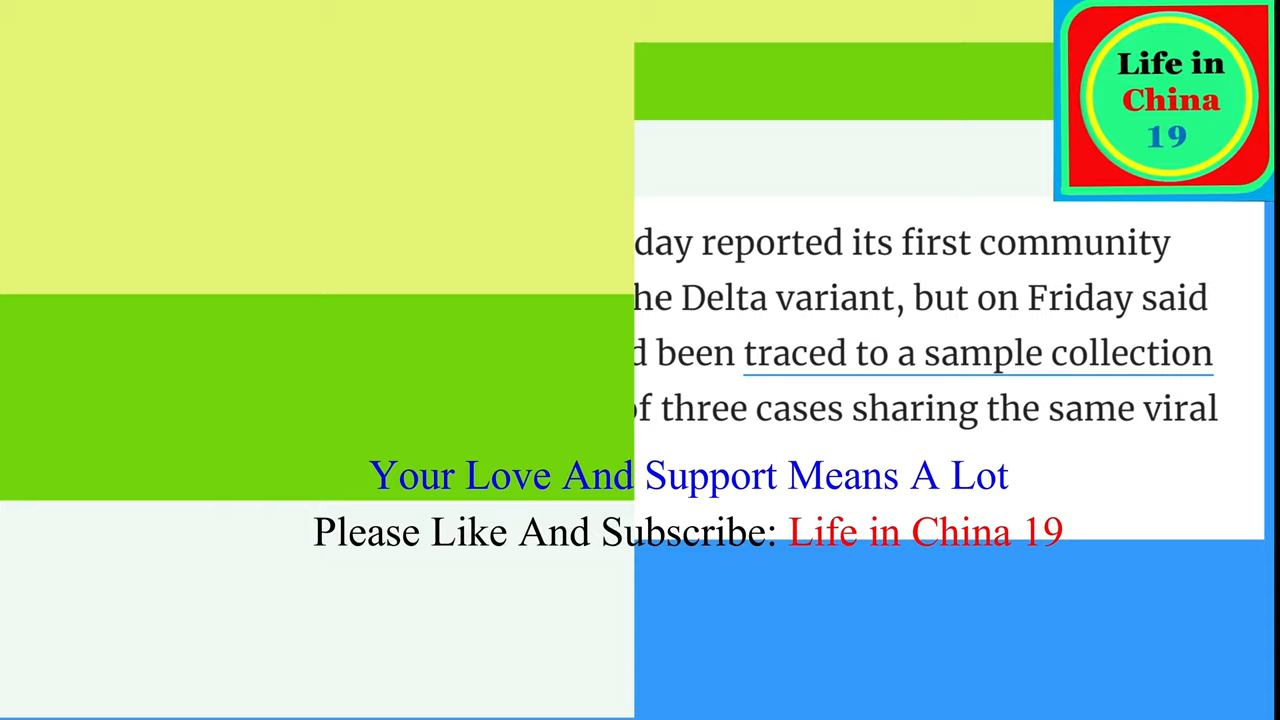 Life in
China
19
day reported its first community
he Delta variant, but on Friday said
d been traced to a sample collection
of three cases sharing the same viral
Your Love And Support Means A Lot
Please Like And Subscribe: Life in China 19